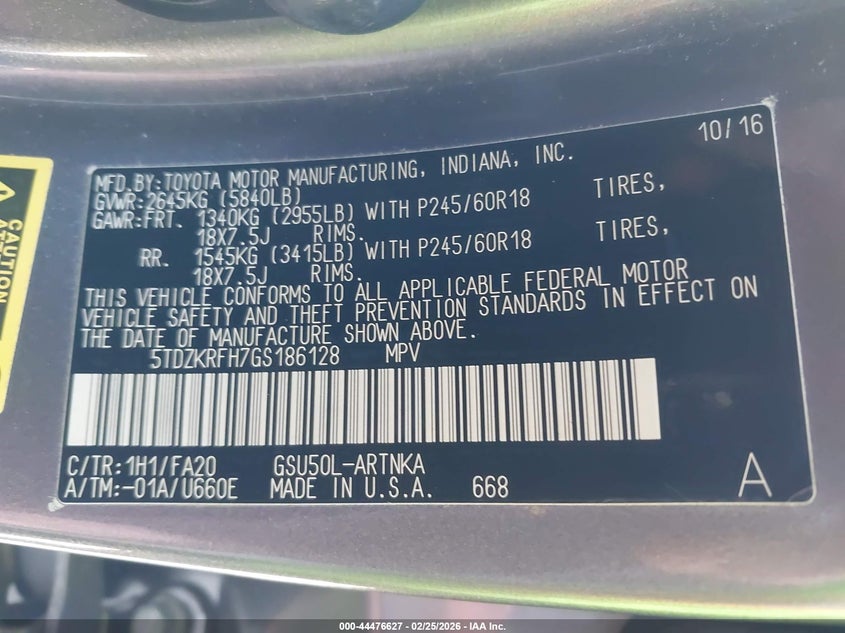 10/16
MFD.BY:TOYOTA MOTOR MANUFACTURING, INDIANA, INC.
GVWR:2645KG (5840LB)
GAWR:FRT. 1340KG (2955LB) WITH P245/60R18 TIRES,
18X7.5J RIMS.
RR. 1545KG (3415LB) WITH P245/60R18 TIRES,
18X7.5J RIMS.
THIS VEHICLE CONFORMS TO ALL APPLICABLE FEDERAL MOTOR
VEHICLE SAFETY AND THEFT PREVENTION STANDARDS IN EFFECT ON
THE DATE OF MANUFACTURE SHOWN ABOVE.
5TDZKRFH7GS186128 MPV
C/TR:1H1/FA20 GSU50L-ARTNKA
A/TM:-01A/U660E MADE IN U.S.A. 668 A
CAUTION
000-44476627 - 02/25/2026 - IAA Inc.